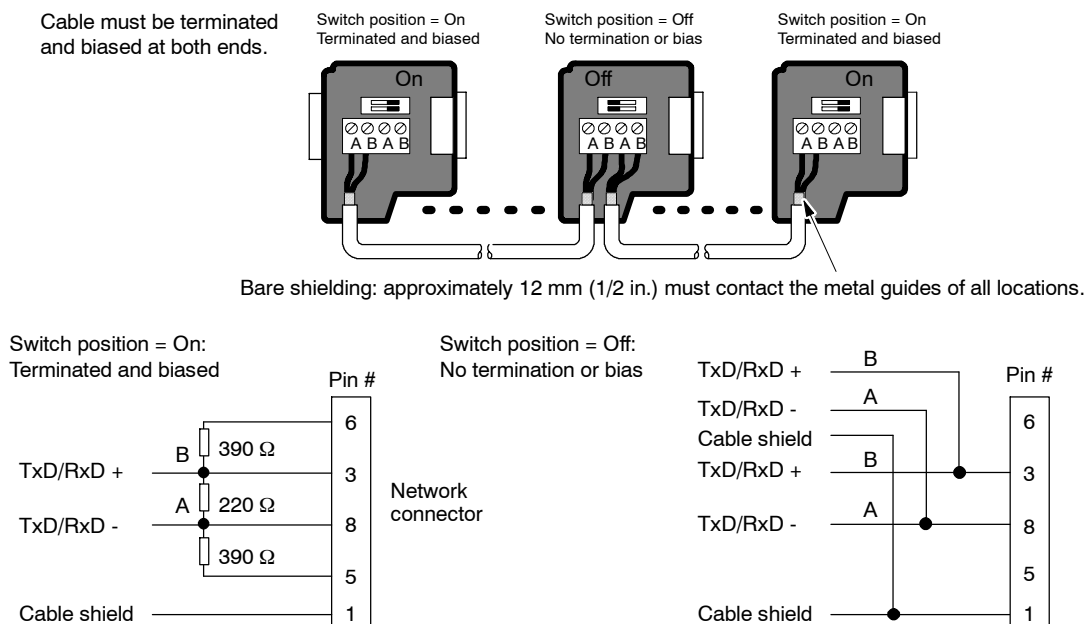 Cable must be terminated
and biased at both ends.
Switch position = On
Terminated and biased
Switch position = Off
No termination or bias
Switch position = On
Terminated and biased
On
Off
On
A B A B
A B A B
A B A B
Bare shielding: approximately 12 mm (1/2 in.) must contact the metal guides of all locations.
Switch position = On:
Terminated and biased
Pin #
6
390 Ω
B
TxD/RxD +
3
A
220 Ω
TxD/RxD -
8
390 Ω
5
Cable shield
1
Network
connector
Switch position = Off:
No termination or bias
Pin #
TxD/RxD +
B
TxD/RxD -
A
6
Cable shield
TxD/RxD +
B
3
TxD/RxD -
A
8
5
Cable shield
1